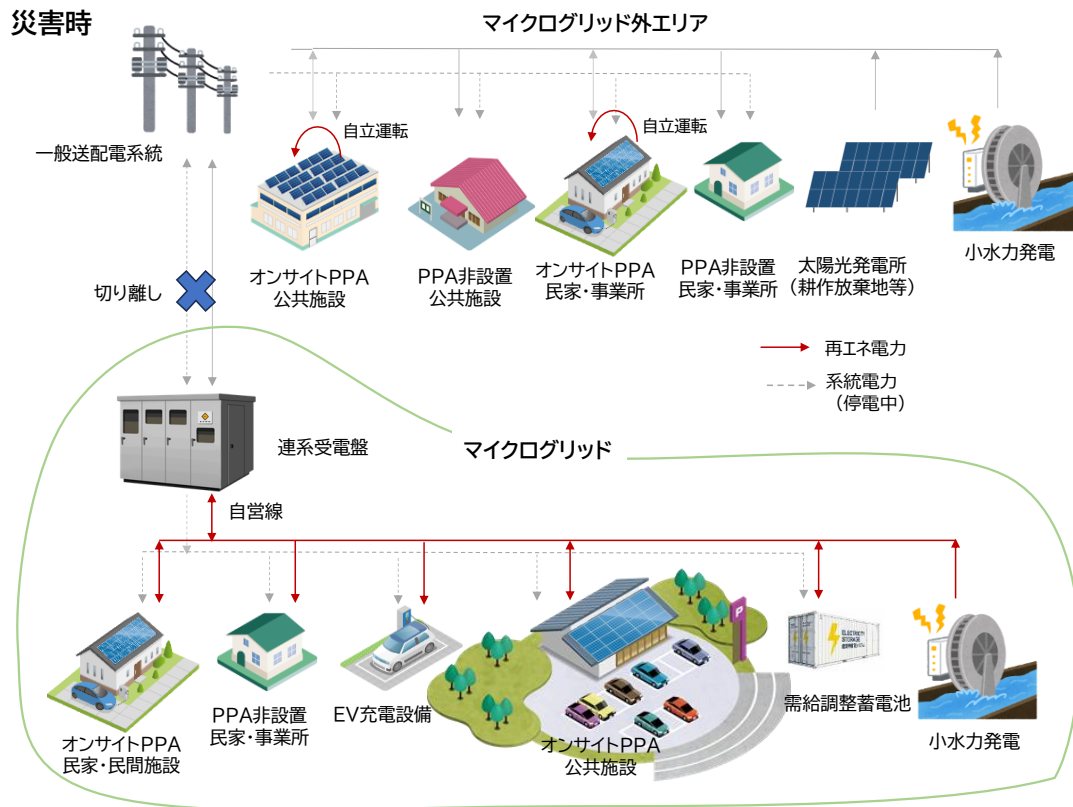 災害時
マイクログリッド外エリア
一般送配電系統
自立運転
自立運転
オンサイトPPA
公共施設
PPA非設置
公共施設
オンサイトPPA
民家・事業所
PPA非設置
民家・事業所
太陽光発電所
(耕作放棄地等)
小水力発電
切り離し
再エネ電力
系統電力
(停電中)
連系受電盤
マイクログリッド
自営線
オンサイトPPA
民家・民間施設
PPA非設置
民家・事業所
EV充電設備
P
オンサイトPPA
公共施設
ELECTRICITY
STORAGE
需給調整蓄電池
小水力発電